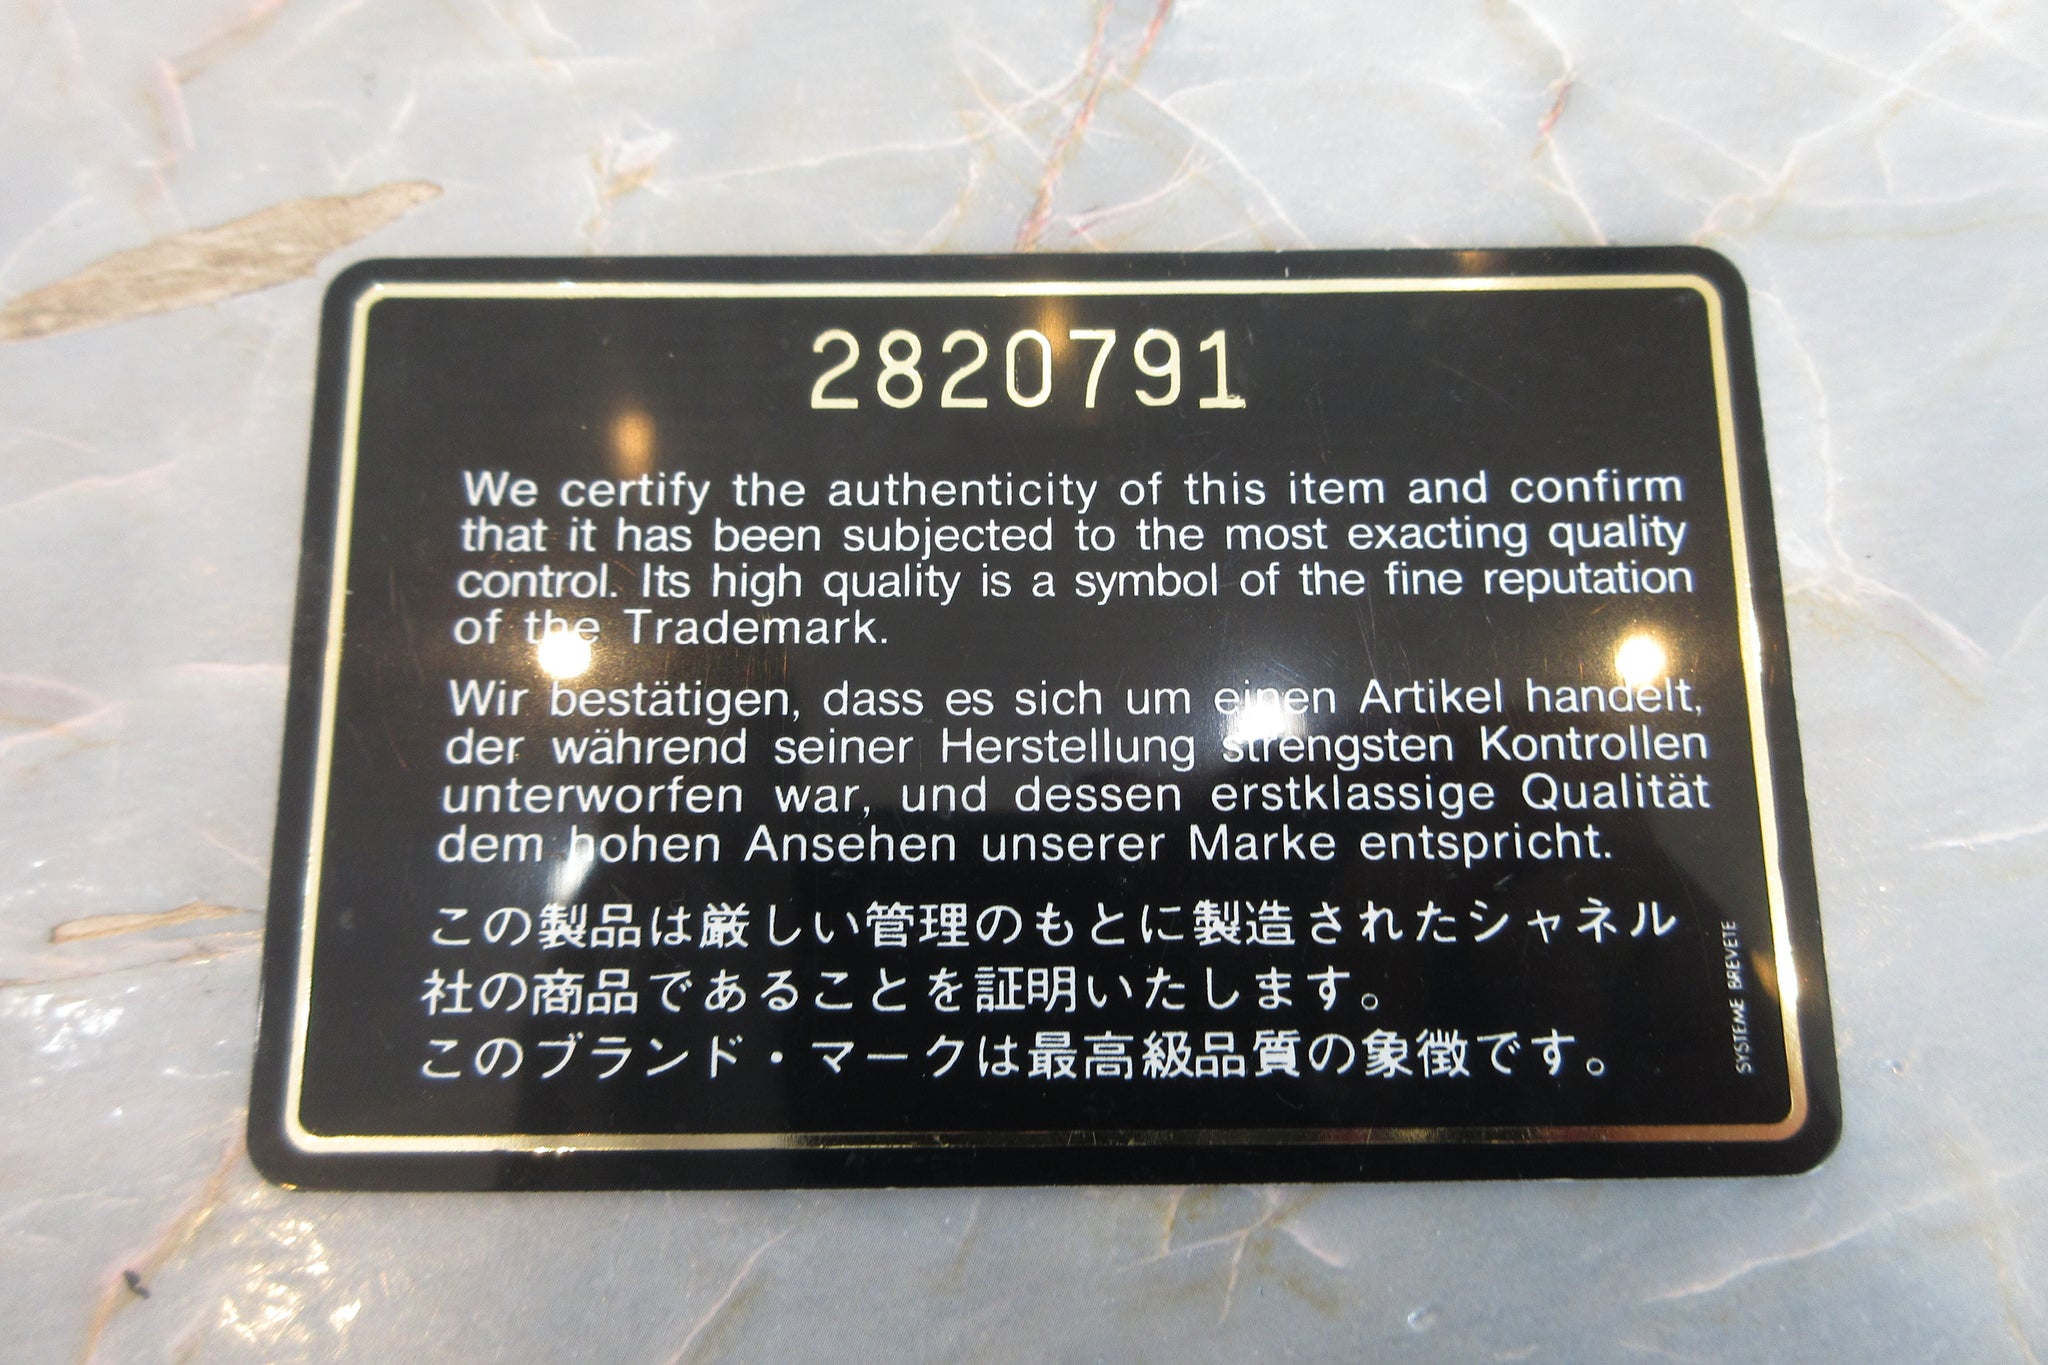 2820791
We certify the authenticity of this item and confirm
that it has been subjected to the most exacting quality
control. Its high quality is a symbol of the fine reputation
of the Trademark.
Wir bestätigen, dass es sich um einen Artikel handelt,
der während seiner Herstellung strengsten Kontrollen
unterworfen war, und dessen erstklassige Qualität
dem hohen Ansehen unserer Marke entspricht.
この製品は厳しい管理のもとに製造されたシャネル
社の商品であることを証明いたします。
このブランド・マークは最高級品質の象徴です。
SYSTEME BREVETE